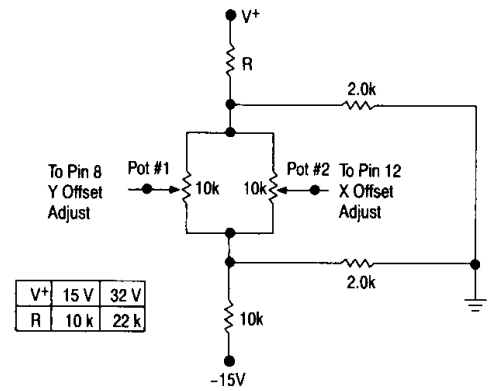 V+
R
2.0k
To Pin 8
Y Offset
Adjust
Pot #1
10k
10k
Pot #2
To Pin 12
X Offset
Adjust
2.0k
V+ 15 V 32 V
R 10 k 22 k
10k
−15V